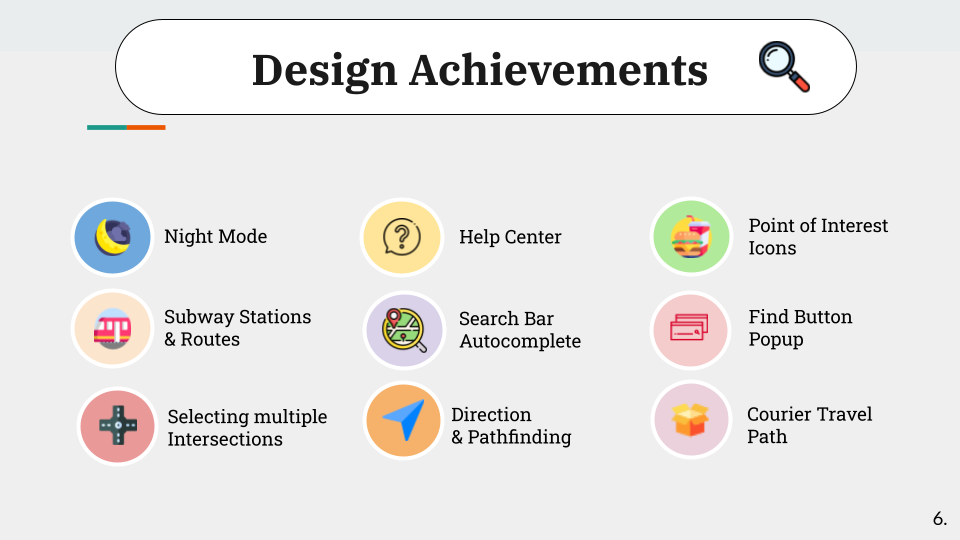 Design Achievements
Night Mode
Help Center
Point of Interest
Icons
Subway Stations
& Routes
Search Bar
Autocomplete
Find Button
Popup
Selecting multiple
Intersections
Direction
& Pathfinding
Courier Travel
Path
6.